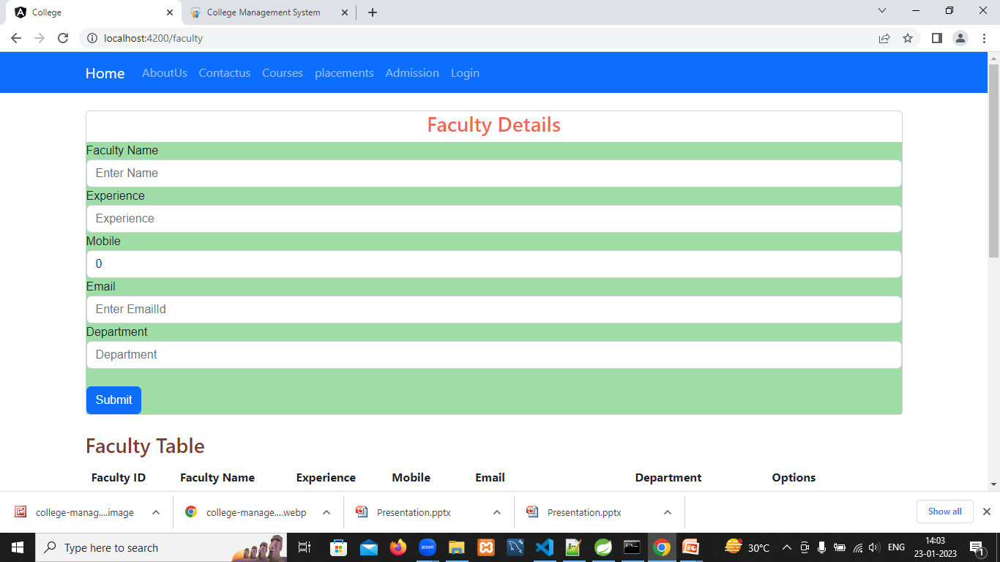 College
College Management System
localhost:4200/faculty
Home AboutUs Contactus Courses placements Admission Login
Faculty Details
Faculty Name
Enter Name
Experience
Experience
Mobile
0
Email
Enter EmailId
Department
Department
Submit
Faculty Table
Faculty ID Faculty Name Experience Mobile Email Department Options
college-manag....image college-manage....webp Presentation.pptx Presentation.pptx Show all
Type here to search zoom 30°C ENG 14:03
23-01-2023 1